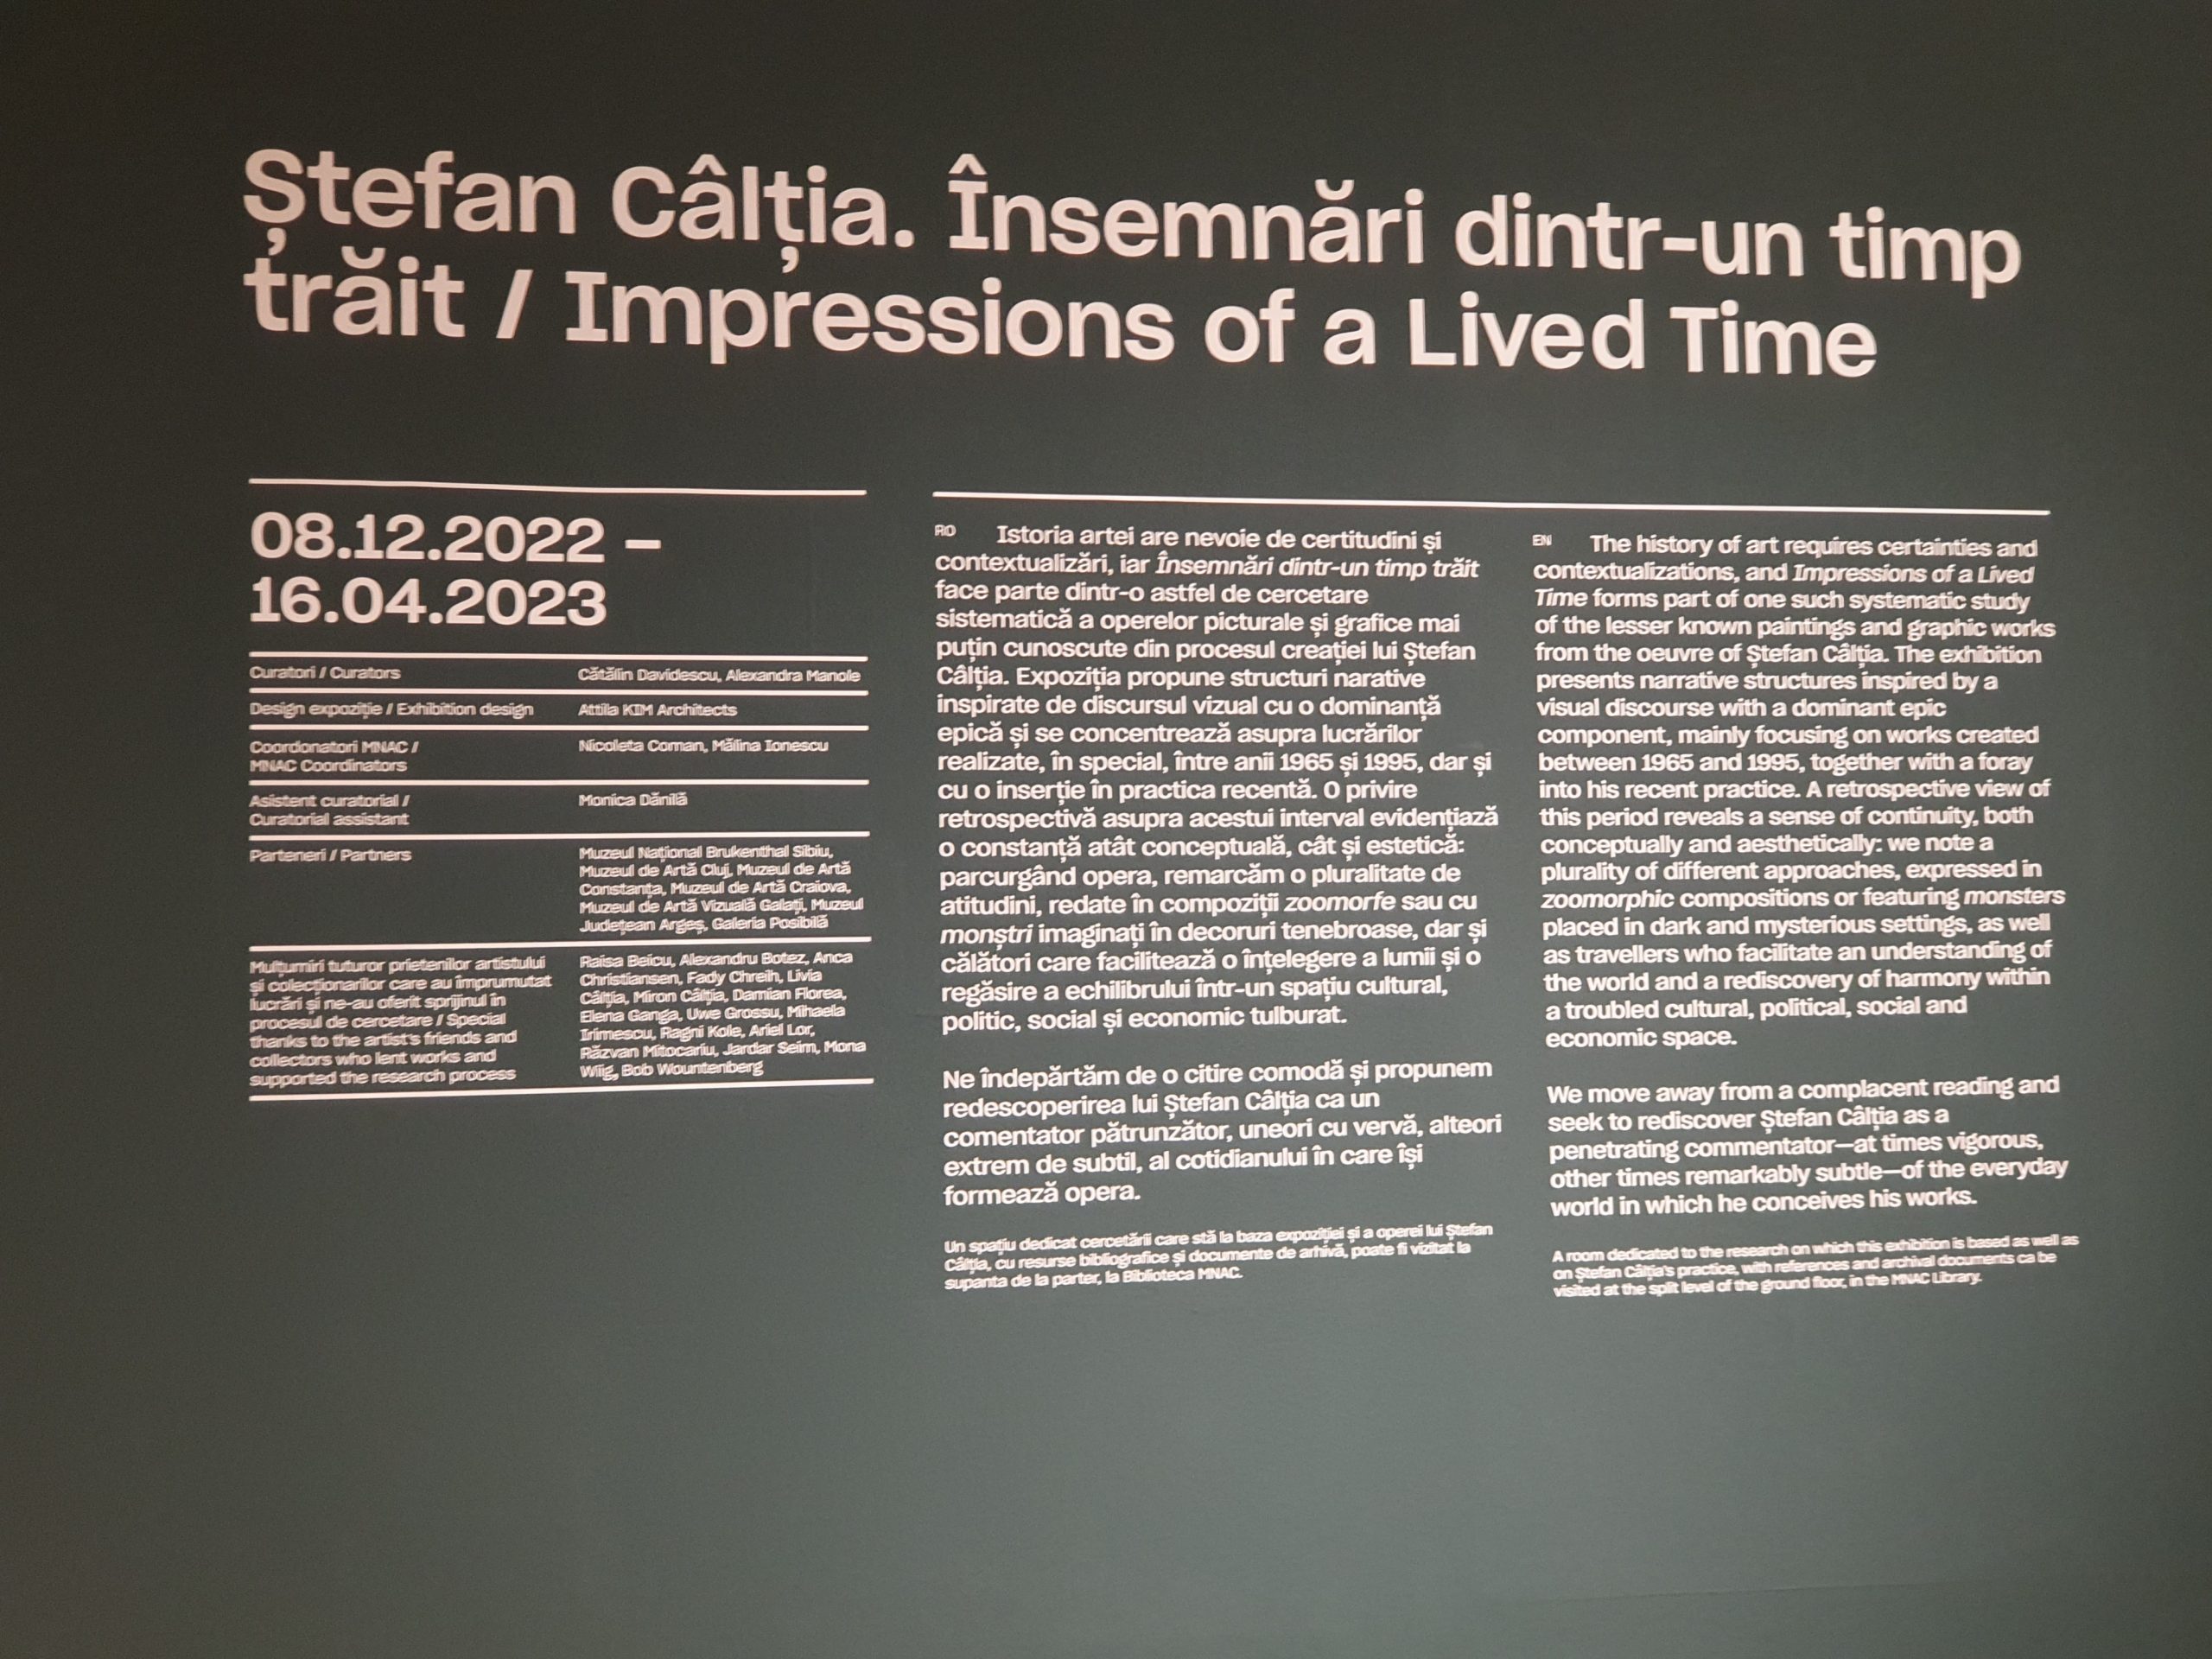 Ștefan Câlția. Însemnări dintr-un timp
trăit / Impressions of a Lived Time
08.12.2022 –
16.04.2023
Curatori / Curators
Cătălin Davidescu, Alexandra Manole
Design expoziție / Exhibition design
Attila KIM Architects
Coordonatori MNAC /
MNAC Coordinators
Nicoleta Coman, Mălina Ionescu
Asistent curatorial /
Curatorial assistant
Monica Dănilă
Parteneri / Partners
Muzeul Național Brukenthal Sibiu,
Muzeul de Artă Cluj, Muzeul de Artă
Constanța, Muzeul de Artă Craiova,
Muzeul de Artă Vizuală Galați, Muzeul
Județean Argeș, Galeria Posibilă
Mulțumiri tuturor prietenilor artistului
și colecționarilor care au împrumutat
lucrări și ne-au oferit sprijinul în
procesul de cercetare / Special
thanks to the artist's friends and
collectors who lent works and
supported the research process
Raisa Beicu, Alexandru Botez, Anca
Christiansen, Fady Chreih, Livia
Câlția, Miron Câlția, Damian Florea,
Elena Ganga, Uwe Grossu, Mihaela
Irimescu, Ragni Kole, Ariel Lor,
Răzvan Mitocariu, Jardar Seim, Mona
Wiig, Bob Wountenberg
RO Istoria artei are nevoie de certitudini și
contextualizări, iar Însemnări dintr-un timp trăit
face parte dintr-o astfel de cercetare
sistematică a operelor picturale și grafice mai
puțin cunoscute din procesul creației lui Ștefan
Câlția. Expoziția propune structuri narative
inspirate de discursul vizual cu o dominanță
epică și se concentrează asupra lucrărilor
realizate, în special, între anii 1965 și 1995, dar și
cu o inserție în practica recentă. O privire
retrospectivă asupra acestui interval evidențiază
o constanță atât conceptuală, cât și estetică:
parcurgând opera, remarcăm o pluralitate de
atitudini, redate în compoziții zoomorfe sau cu
monștri imaginați în decoruri tenebroase, dar și
călători care facilitează o înțelegere a lumii și o
regăsire a echilibrului într-un spațiu cultural,
politic, social și economic tulburat.
Ne îndepărtăm de o citire comodă și propunem
redescoperirea lui Ștefan Câlția ca un
comentator pătrunzător, uneori cu vervă, alteori
extrem de subtil, al cotidianului în care își
formează opera.
Un spațiu dedicat cercetării care stă la baza expoziției și a operei lui Ștefan
Câlția, cu resurse bibliografice și documente de arhivă, poate fi vizitat la
supanta de la parter, la Biblioteca MNAC.
EN The history of art requires certainties and
contextualizations, and Impressions of a Lived
Time forms part of one such systematic study
of the lesser known paintings and graphic works
from the oeuvre of Ștefan Câlția. The exhibition
presents narrative structures inspired by a
visual discourse with a dominant epic
component, mainly focusing on works created
between 1965 and 1995, together with a foray
into his recent practice. A retrospective view of
this period reveals a sense of continuity, both
conceptually and aesthetically: we note a
plurality of different approaches, expressed in
zoomorphic compositions or featuring monsters
placed in dark and mysterious settings, as well
as travellers who facilitate an understanding of
the world and a rediscovery of harmony within
a troubled cultural, political, social and
economic space.
We move away from a complacent reading and
seek to rediscover Ștefan Câlția as a
penetrating commentator—at times vigorous,
other times remarkably subtle—of the everyday
world in which he conceives his works.
A room dedicated to the research on which this exhibition is based as well as
on Ștefan Câlția's practice, with references and archival documents ca be
visited at the split level of the ground floor, in the MNAC Library.